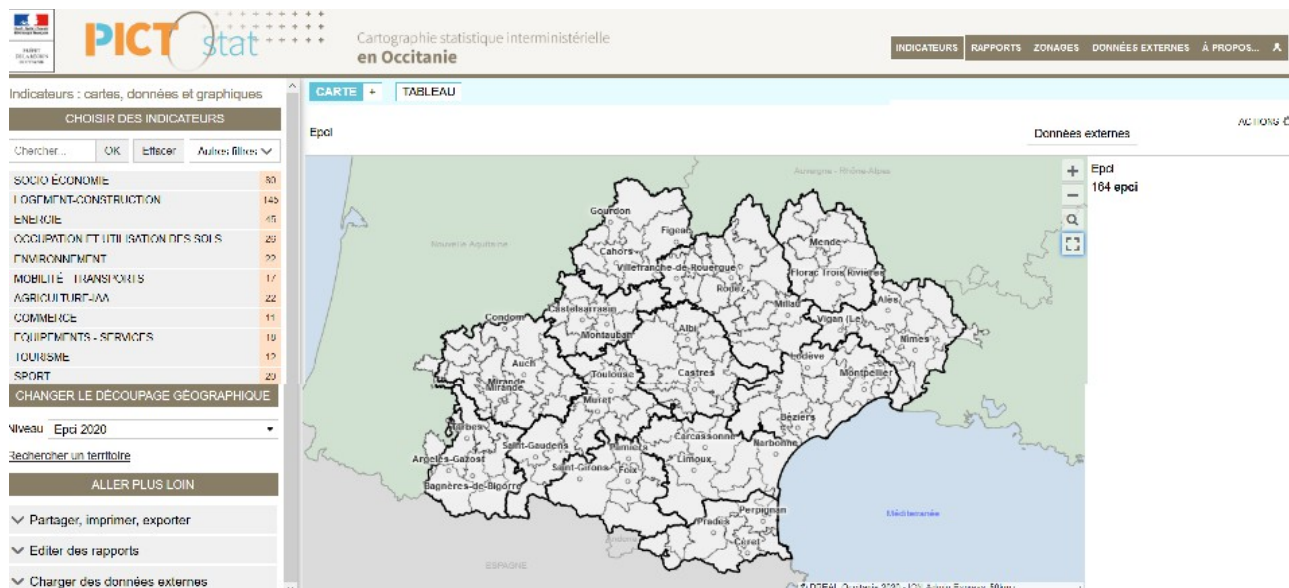 PICTOstat
Cartographie statistique interministérielle
en Occitanie
INDICATEURS RAPPORTS ZONAGES DONNÉES EXTERNES À PROPOS...
Indicateurs : cartes, données et graphiques
CHOISIR DES INDICATEURS
Chercher... OK Effacer Autres filtres
SOCIO ÉCONOMIE 80
LOGEMENT-CONSTRUCTION 145
ENERGIE 45
OCCUPATION ET UTILISATION DES SOLS 26
ENVIRONNEMENT 22
MOBILITÉ TRANSPORTS 17
AGRICULTURE-IAA 22
COMMERCE 11
EQUIPEMENTS - SERVICES 18
TOURISME 12
SPORT 20
CHANGER LE DÉCOUPAGE GÉOGRAPHIQUE
Niveau Epci 2020
Rechercher un territoire
ALLER PLUS LOIN
Partager, imprimer, exporter
Editer des rapports
Charger des données externes
CARTE + TABLEAU
ACTIONS
Epci
Données externes
Epci
164 epci
+
−
Auvergne - Rhône-Alpes
Nouvelle Aquitaine
Gourdon
Figeac
Cahors
Mende
Villefranche-de-Rouergue
Florac Trois Rivières
Rodez
Alès
Castelsarrasin
Millau
Condom
Albi
Vigan (Le)
Montauban
Nîmes
Auch
Lodève
Toulouse
Castres
Montpellier
Mirande
Mirande
Muret
Béziers
Tarbes
Carcassonne
Saint-Gaudens
Pamiers
Narbonne
Argelès-Gazost
Limoux
Saint-Girons
Foix
Bagnères-de-Bigorre
Perpignan
Prades
Méditerranée
Céret
Andorre
ESPAGNE